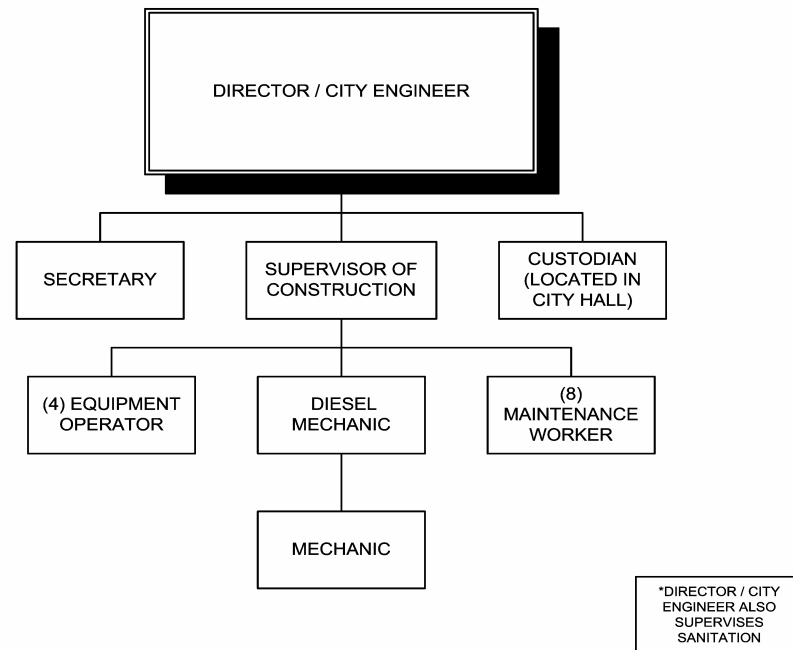 DIRECTOR / CITY ENGINEER
SECRETARY
SUPERVISOR OF
CONSTRUCTION
CUSTODIAN
(LOCATED IN
CITY HALL)
(4) EQUIPMENT
OPERATOR
DIESEL
MECHANIC
(8)
MAINTENANCE
WORKER
MECHANIC
*DIRECTOR / CITY
ENGINEER ALSO
SUPERVISES
SANITATION